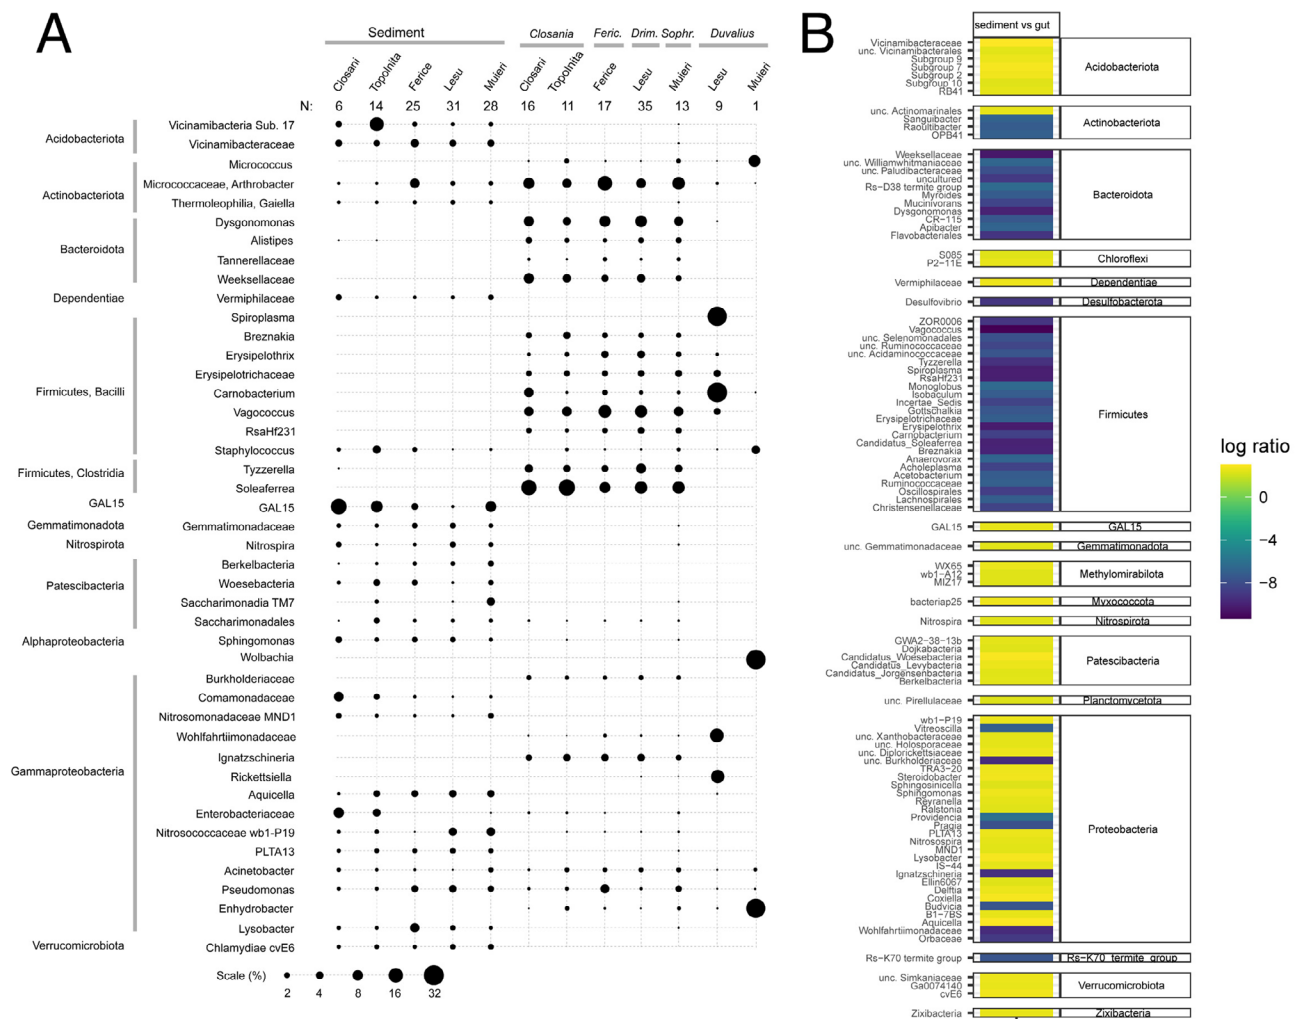 A
Sediment
Closania
Feric.
Drim.
Sophr.
Duvalius
Closani
Topolnita
Ferice
Lesu
Muieri
Closani
Topolnita
Ferice
Lesu
Muieri
Lesu
Muieri
N:
6 14 25 31 28 16 11 17 35 13 9 1
Acidobacteriota
Vicinamibacteria Sub. 17
Vicinamibacteraceae
Micrococcus
Actinobacteriota
Micrococcaceae, Arthrobacter
Thermoleophilia, Gaiella
Dysgonomonas
Bacteroidota
Alistipes
Tannerellaceae
Weeksellaceae
Dependentiae
Vermiphilaceae
Spiroplasma
Breznakia
Erysipelothrix
Erysipelotrichaceae
Firmicutes, Bacilli
Carnobacterium
Vagococcus
RsaHf231
Staphylococcus
Firmicutes, Clostridia
Tyzzerella
Soleaferrea
GAL15
GAL15
Gemmatimonadota
Gemmatimonadaceae
Nitrospirota
Nitrospira
Berkelbacteria
Patescibacteria
Woesebacteria
Saccharimonadia TM7
Saccharimonadales
Alphaproteobacteria
Sphingomonas
Wolbachia
Burkholderiaceae
Comamonadaceae
Nitrosomonadaceae MND1
Wohlfahrtiimonadaceae
Ignatzschineria
Gammaproteobacteria
Rickettsiella
Aquicella
Enterobacteriaceae
Nitrosococcaceae wb1-P19
PLTA13
Acinetobacter
Pseudomonas
Enhydrobacter
Lysobacter
Verrucomicrobiota
Chlamydiae cvE6
Scale (%)
2 4 8 16 32
B
sediment vs gut
Vicinamibacteraceae
unc. Vicinamibacterales
Subgroup 9
Subgroup 7
Subgroup 2
Subgroup 10
RB41
Acidobacteriota
unc. Actinomarinales
Sanguibacter
Raoultibacter
OPB41
Actinobacteriota
Weeksellaceae
unc. Williamwhitmaniaceae
unc. Paludibacteraceae
uncultured
Rs−D38 termite group
Myroides
Mucinivorans
Dysgonomonas
CR−115
Apibacter
Flavobacteriales
Bacteroidota
S085
P2−11E
Chloroflexi
Vermiphilaceae
Dependentiae
Desulfovibrio
Desulfobacterota
ZOR0006
Vagococcus
unc. Selenomonadales
unc. Ruminococcaceae
unc. Acidaminococcaceae
Tyzzerella
Spiroplasma
RsaHf231
Monoglobus
Isobaculum
Incertae_Sedis
Gottschalkia
Erysipelotrichaceae
Erysipelothrix
Carnobacterium
Candidatus_Soleaferrea
Breznakia
Anaerovorax
Acholeplasma
Acetobacterium
Ruminococcaceae
Oscillospirales
Lachnospirales
Christensenellaceae
Firmicutes
GAL15
GAL15
unc. Gemmatimonadaceae
Gemmatimonadota
WX65
wb1−A12
MIZ17
Methylomirabilota
bacteriap25
Myxococcota
Nitrospira
Nitrospirota
GWA2−38−13b
Dojkabacteria
Candidatus_Woesebacteria
Candidatus_Levybacteria
Candidatus_Jorgensenbacteria
Berkelbacteria
Patescibacteria
unc. Pirellulaceae
Planctomycetota
wb1−P19
Vitreoscilla
unc. Xanthobacteraceae
unc. Holosporaceae
unc. Diplorickettsiaceae
unc. Burkholderiaceae
TRA3−20
Steroidobacter
Sphingosinicella
Sphingomonas
Reyranella
Ralstonia
Providencia
Pragia
PLTA13
Nitrosospira
MND1
Lysobacter
IS−44
Ignatzschineria
Ellin6067
Delftia
Coxiella
Budvicia
B1−7BS
Aquicella
Wohlfahrtiimonadaceae
Orbaceae
Proteobacteria
Rs−K70 termite group
Rs−K70 termite group
unc. Simkaniaceae
Ga0074140
cvE6
Verrucomicrobiota
Zixibacteria
Zixibacteria
log ratio
0
−4
−8